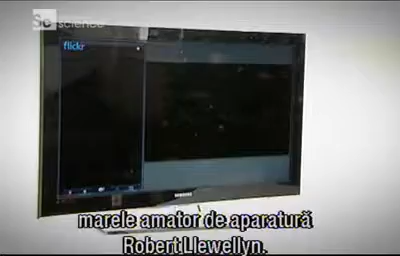 Sc science
flickr
SAMSUNG
marele amator de aparatură
Robert Llewellyn.